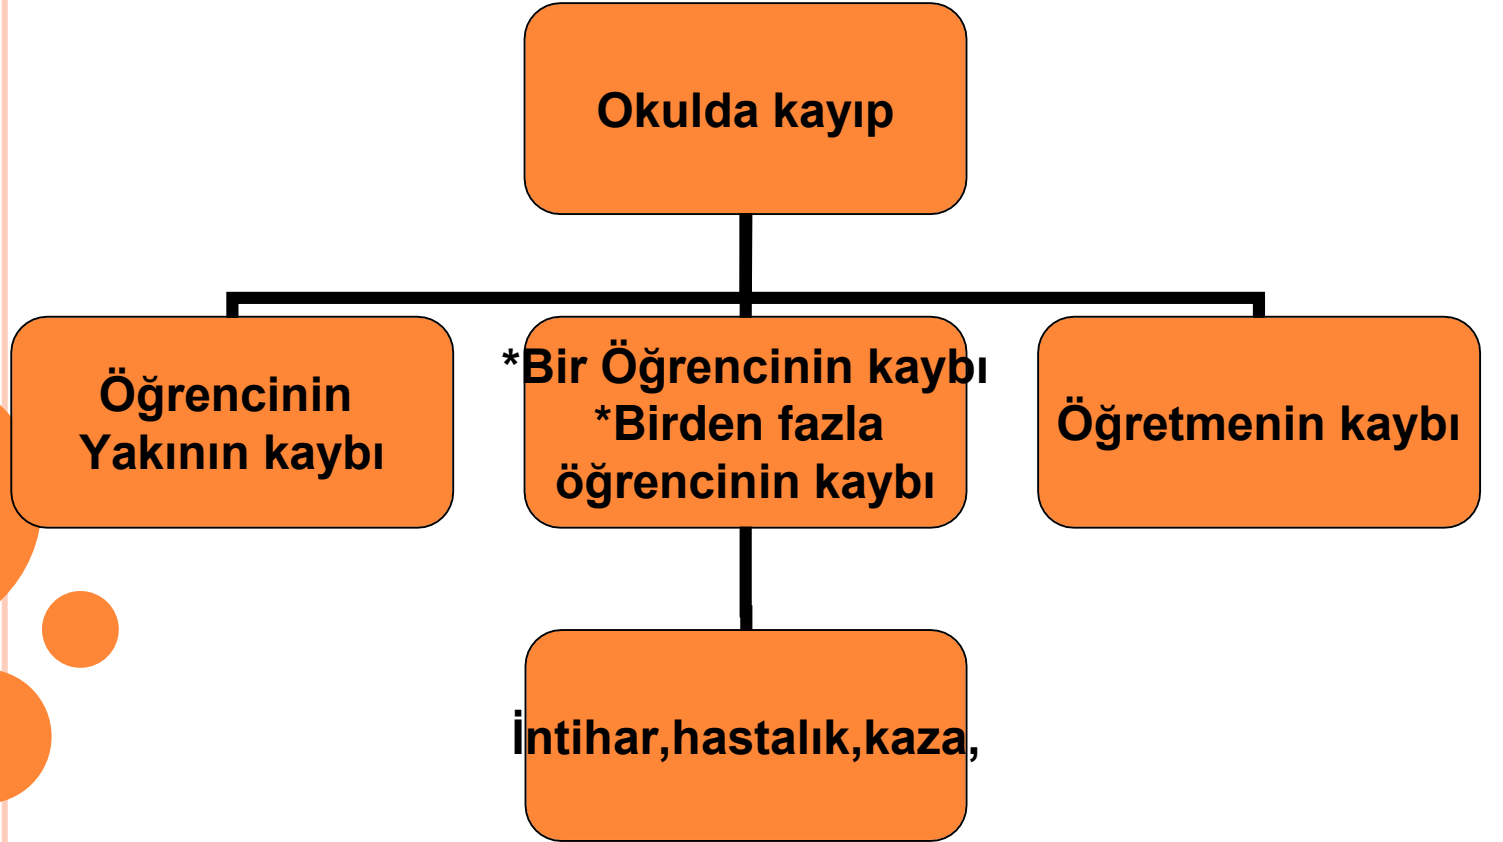 Okulda kayıp
Öğrencinin
Yakının kaybı
*Bir Öğrencinin kaybı
*Birden fazla
öğrencinin kaybı
Öğretmenin kaybı
İntihar,hastalık,kaza,